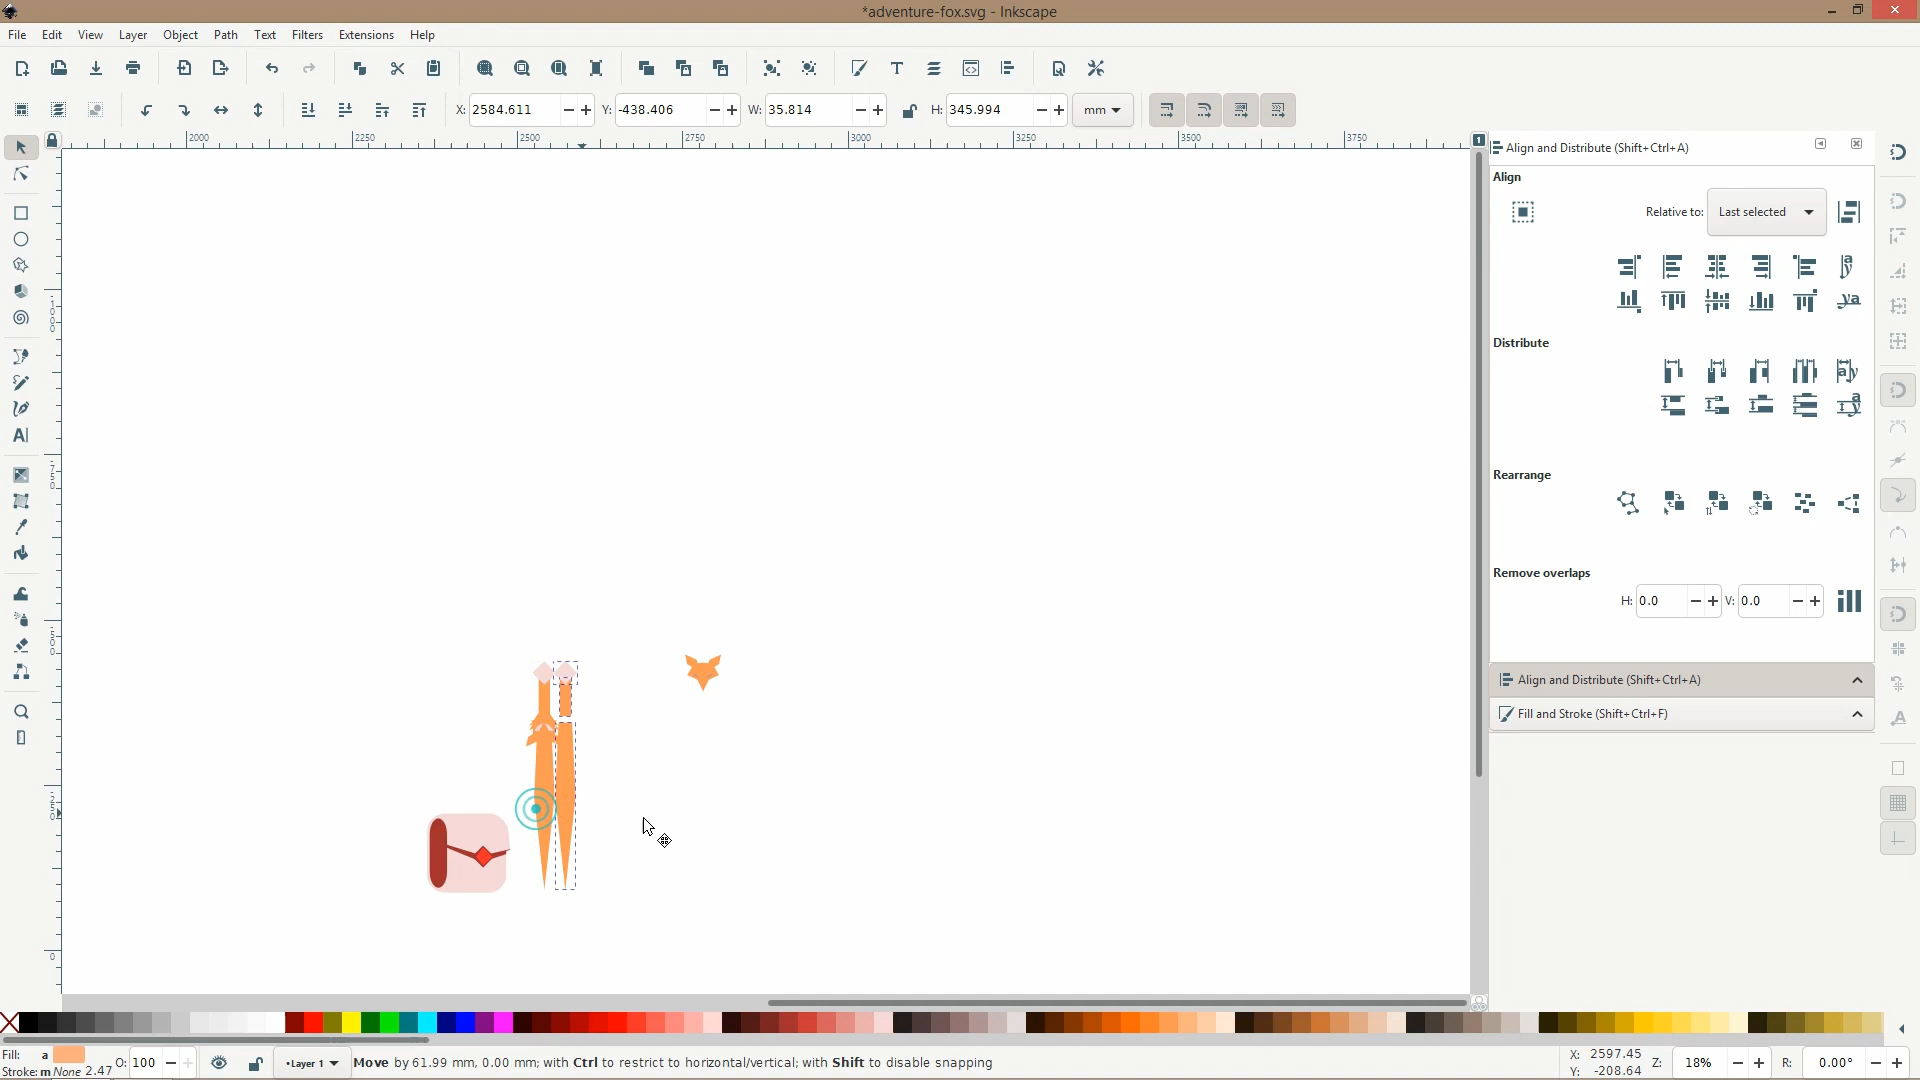 *adventure-fox.svg - Inkscape
File Edit View Layer Object Path Text Filters Extensions Help
X: 2584.611 Y: -438.406 W: 35.814 H: 345.994 mm
2000 2250 2500 2750 3000 3250 3500 3750
1
Align and Distribute (Shift+Ctrl+A)
Align
Relative to: Last selected
Distribute
Rearrange
Remove overlaps
H: 0.0 V: 0.0
Align and Distribute (Shift+Ctrl+A)
Fill and Stroke (Shift+Ctrl+F)
Fill: a O: 100 •Layer 1 Move by 61.99 mm, 0.00 mm; with Ctrl to restrict to horizontal/vertical; with Shift to disable snapping X: 2597.45 Z: 18% R: 0.00°
Stroke: m None 2.47 Y: -208.64